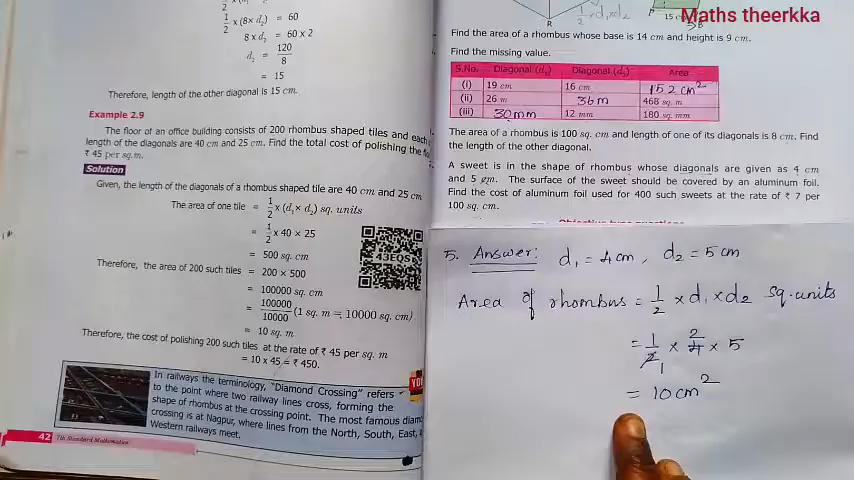 1/2 × (8× d₂) = 60
8 × d₂ = 60 × 2
d₂ = 120/8
= 15
Therefore, length of the other diagonal is 15 cm.
Example 2.9
The floor of an office building consists of 200 rhombus shaped tiles and each
length of the diagonals are 40 cm and 25 cm. Find the total cost of polishing the
₹ 45 per sq.m.
Solution
Given, the length of the diagonals of a rhombus shaped tile are 40 cm and 25 cm
The area of one tile = 1/2 × (d₁× d₂) sq. units
= 1/2 × 40 × 25
= 500 sq. cm
43EQS
Therefore, the area of 200 such tiles = 200 × 500
= 100000 sq. cm
= 100000/10000 (1 sq. m = 10000 sq. cm)
= 10 sq. m
Therefore, the cost of polishing 200 such tiles at the rate of ₹ 45 per sq. m
= 10 × 45 = ₹ 450.
In railways the terminology, "Diamond Crossing" refers
to the point where two railway lines cross, forming the
shape of rhombus at the crossing point. The most famous
crossing is at Nagpur, where lines from the North, South, East,
Western railways meet.
42 7th Standard Mathematics
R
1/2 × d₁×d₂
P 15 c
Maths theerkka
Find the area of a rhombus whose base is 14 cm and height is 9 cm.
Find the missing value.
S.No. Diagonal (d₁) Diagonal (d₂) Area
(i) 19 cm 16 cm 152 cm²
(ii) 26 m 36m 468 sq. m
(iii) 30mm 12 mm 180 sq. mm
The area of a rhombus is 100 sq. cm and length of one of its diagonals is 8 cm. Find
the length of the other diagonal.
A sweet is in the shape of rhombus whose diagonals are given as 4 cm
and 5 cm. The surface of the sweet should be covered by an aluminum foil.
Find the cost of aluminum foil used for 400 such sweets at the rate of ₹ 7 per
100 sq. cm.
5. Answer: d₁ = 4cm, d₂ = 5cm
Area of rhombus = 1/2 × d₁×d₂ sq.units
= 1/2 × 4 × 5
= 10cm²